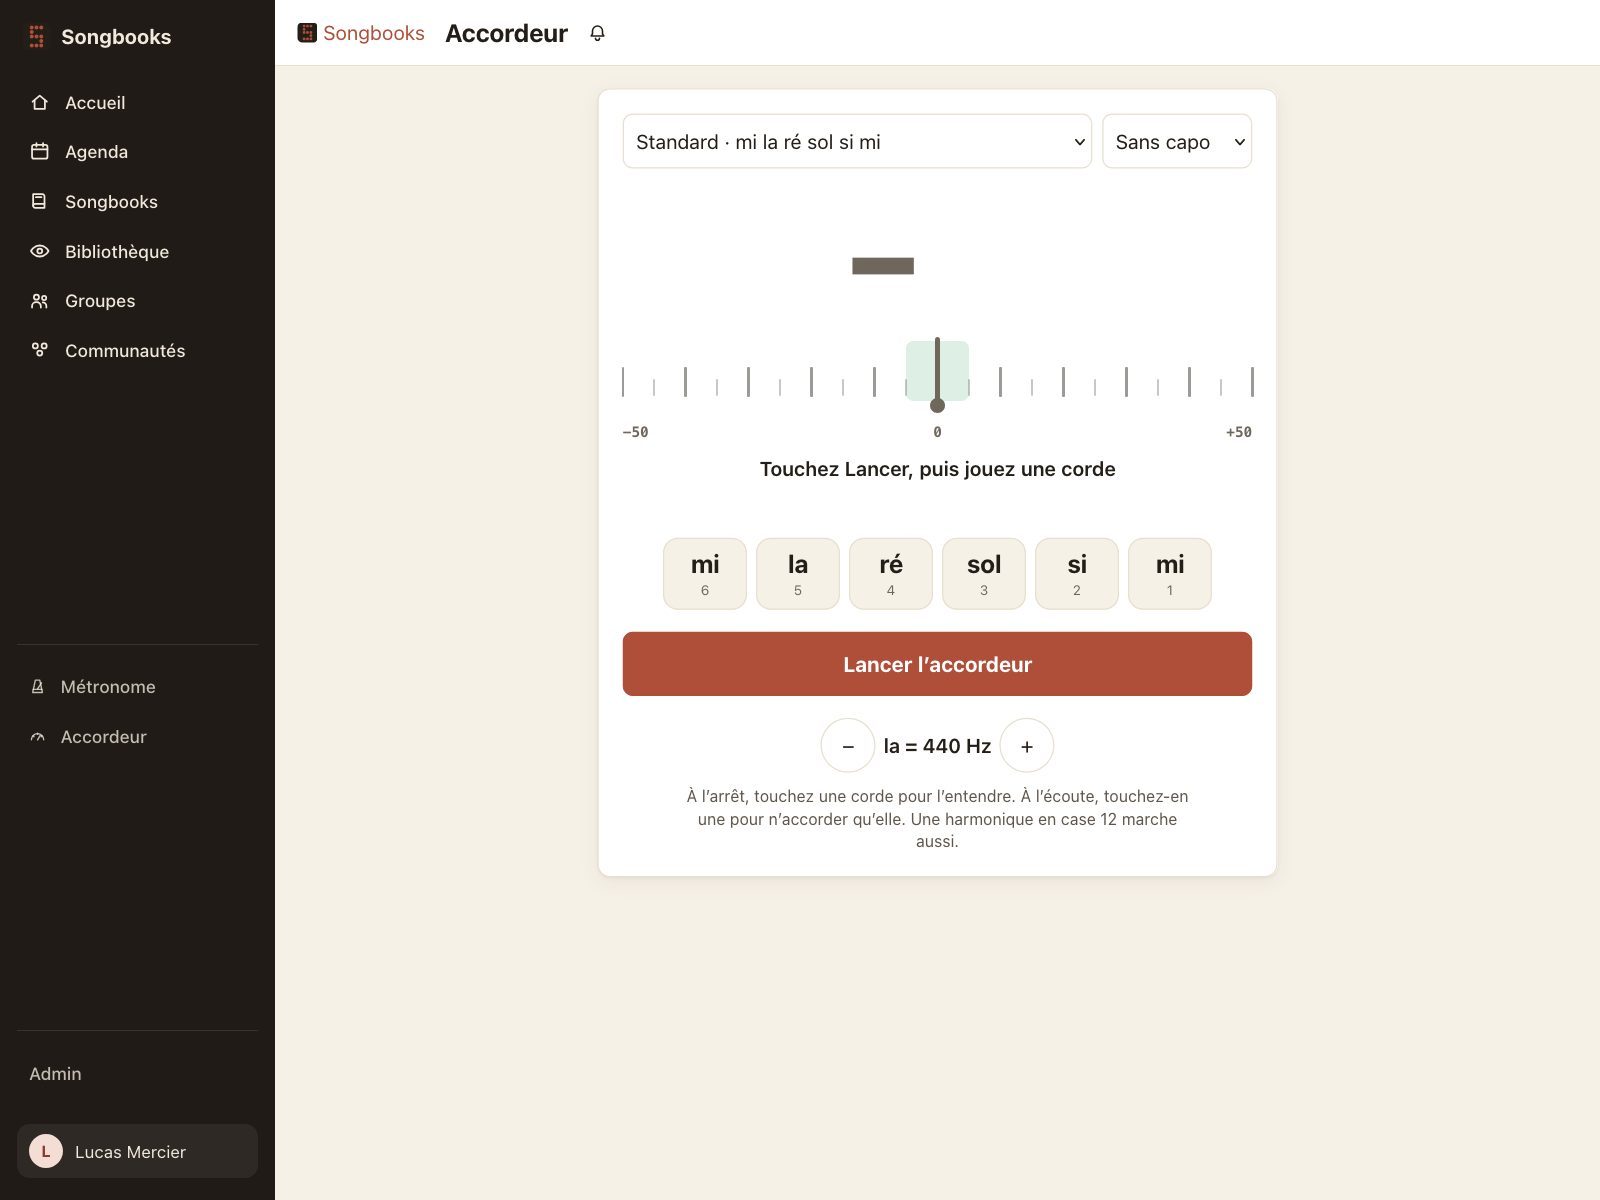 Songbooks
Accueil
Agenda
Songbooks
Bibliothèque
Groupes
Communautés
Métronome
Accordeur
Admin
L
Lucas Mercier
Songbooks
Accordeur
Standard · mi la ré sol si mi
Sans capo
–
−50
0
+50
Touchez Lancer, puis jouez une corde
mi la ré sol si mi
6 5 4 3 2 1
Lancer l’accordeur
− la = 440 Hz +
À l’arrêt, touchez une corde pour l’entendre. À l’écoute, touchez-en
une pour n’accorder qu’elle. Une harmonique en case 12 marche
aussi.